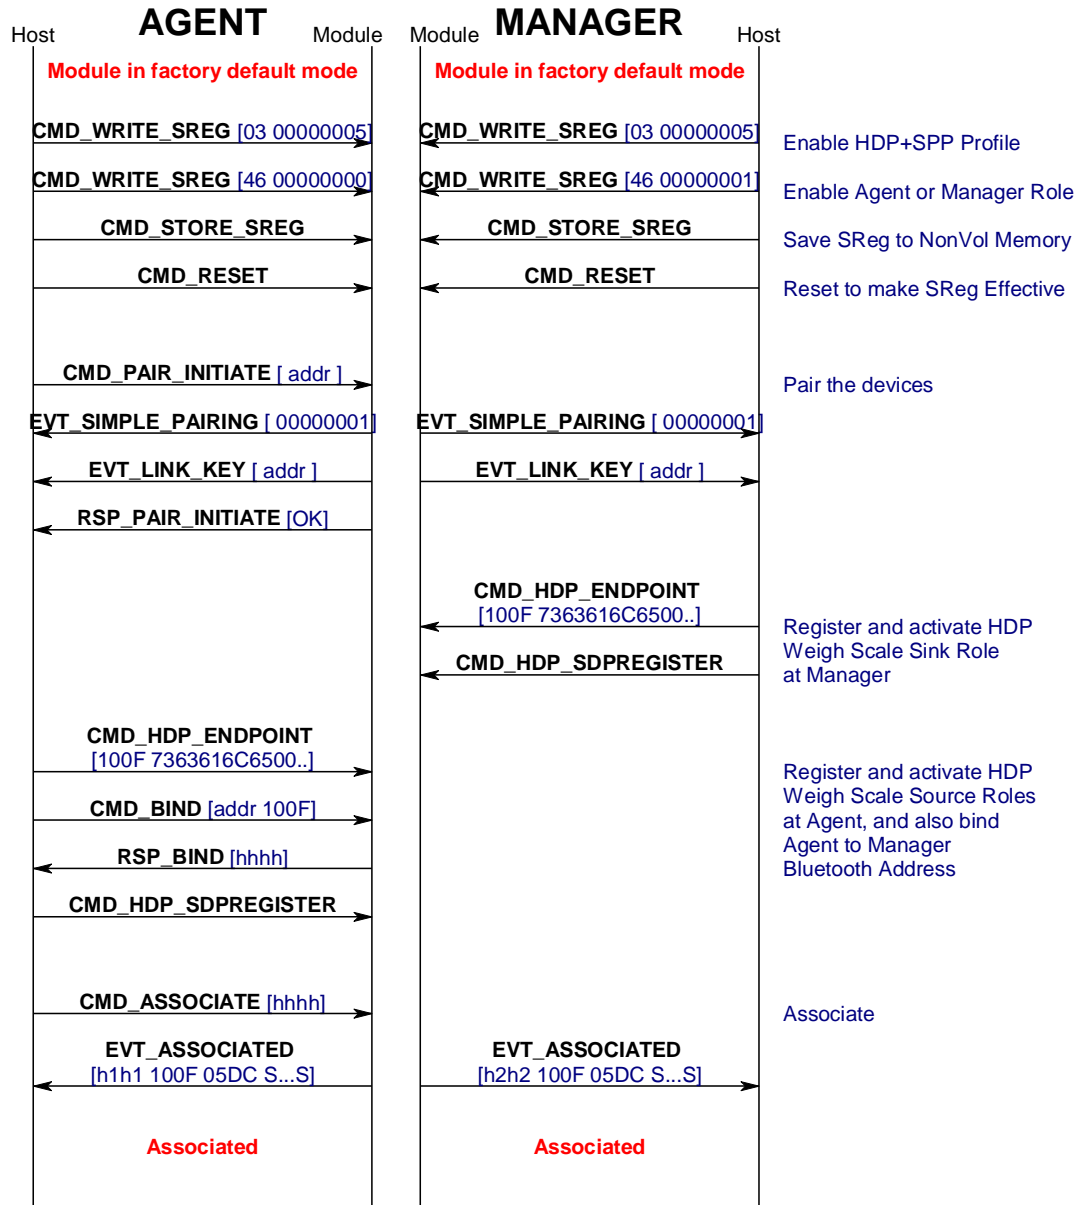 AGENT MANAGER
Host Module Module Host
Module in factory default mode Module in factory default mode
CMD_WRITE_SREG [03 00000005] CMD_WRITE_SREG [03 00000005]
Enable HDP+SPP Profile
CMD_WRITE_SREG [46 00000000] CMD_WRITE_SREG [46 00000001]
Enable Agent or Manager Role
CMD_STORE_SREG CMD_STORE_SREG
Save SReg to NonVol Memory
CMD_RESET CMD_RESET
Reset to make SReg Effective
CMD_PAIR_INITIATE [ addr ]
Pair the devices
EVT_SIMPLE_PAIRING [ 00000001] EVT_SIMPLE_PAIRING [ 00000001]
EVT_LINK_KEY [ addr ] EVT_LINK_KEY [ addr ]
RSP_PAIR_INITIATE [OK]
CMD_HDP_ENDPOINT
[100F 7363616C6500..]
Register and activate HDP
Weigh Scale Sink Role
at Manager
CMD_HDP_SDPREGISTER
CMD_HDP_ENDPOINT
[100F 7363616C6500..]
Register and activate HDP
Weigh Scale Source Roles
at Agent, and also bind
Agent to Manager
Bluetooth Address
CMD_BIND [addr 100F]
RSP_BIND [hhhh]
CMD_HDP_SDPREGISTER
CMD_ASSOCIATE [hhhh]
Associate
EVT_ASSOCIATED EVT_ASSOCIATED
[h1h1 100F 05DC S...S] [h2h2 100F 05DC S...S]
Associated Associated